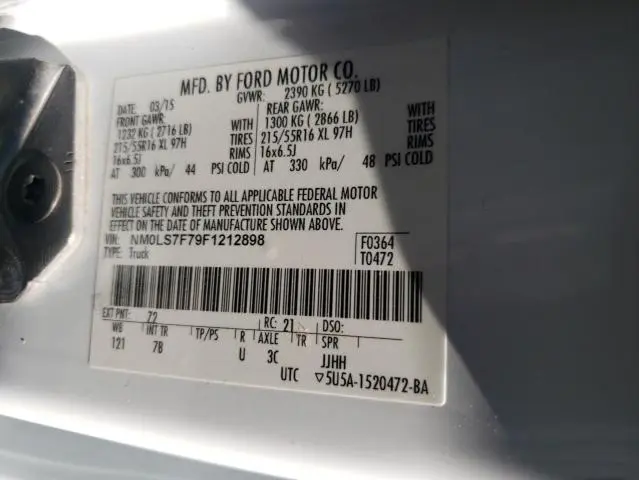 MFD. BY FORD MOTOR CO.
DATE: 03/15 GVWR: 2390 KG ( 5270 LB)
FRONT GAWR: REAR GAWR:
1232 KG ( 2716 LB) WITH 1300 KG ( 2866 LB) WITH
215/55R16 XL 97H TIRES 215/55R16 XL 97H TIRES
16x6.5J RIMS 16x6.5J RIMS
AT 300 kPa/ 44 PSI COLD AT 330 kPa/ 48 PSI COLD
THIS VEHICLE CONFORMS TO ALL APPLICABLE FEDERAL MOTOR
VEHICLE SAFETY AND THEFT PREVENTION STANDARDS IN
EFFECT ON THE DATE OF MANUFACTURE SHOWN ABOVE.
VIN: NM0LS7F79F1212898 F0364
TYPE: Truck T0472
EXT PNT: 72 RC: 21 DSO:
WB INT TR TP/PS R AXLE TR SPR
121 7B U 3C JJHH
UTC ▽5U5A-1520472-BA